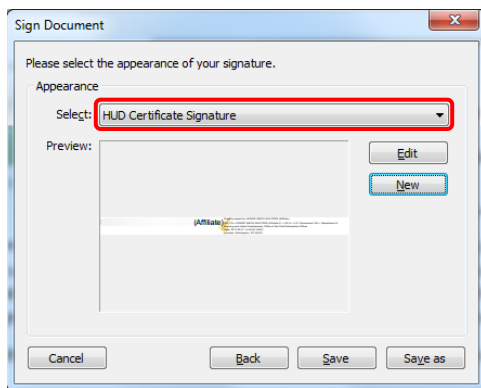 Sign Document
Please select the appearance of your signature.
Appearance
Select: HUD Certificate Signature
Preview:
Edit
New
(Affiliate)
Cancel
Back
Save
Save as